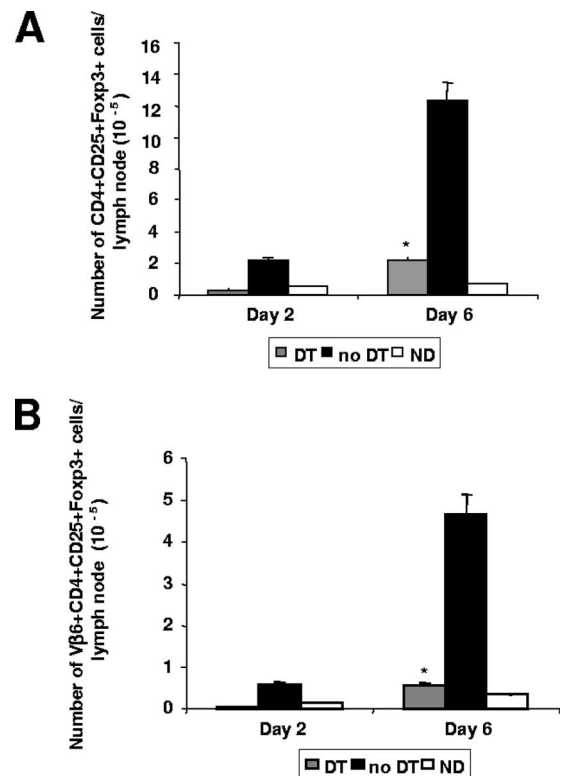 A
Number of CD4+CD25+Foxp3+ cells/
lymph node (10 -5)
16
14
12
10
8
6
4
2
0
*
Day 2
Day 6
DT no DT ND
B
Number of Vβ6+CD4+CD25+Foxp3+ cells/
lymph node (10 -5)
6
5
4
3
2
1
0
*
Day 2
Day 6
DT no DT ND